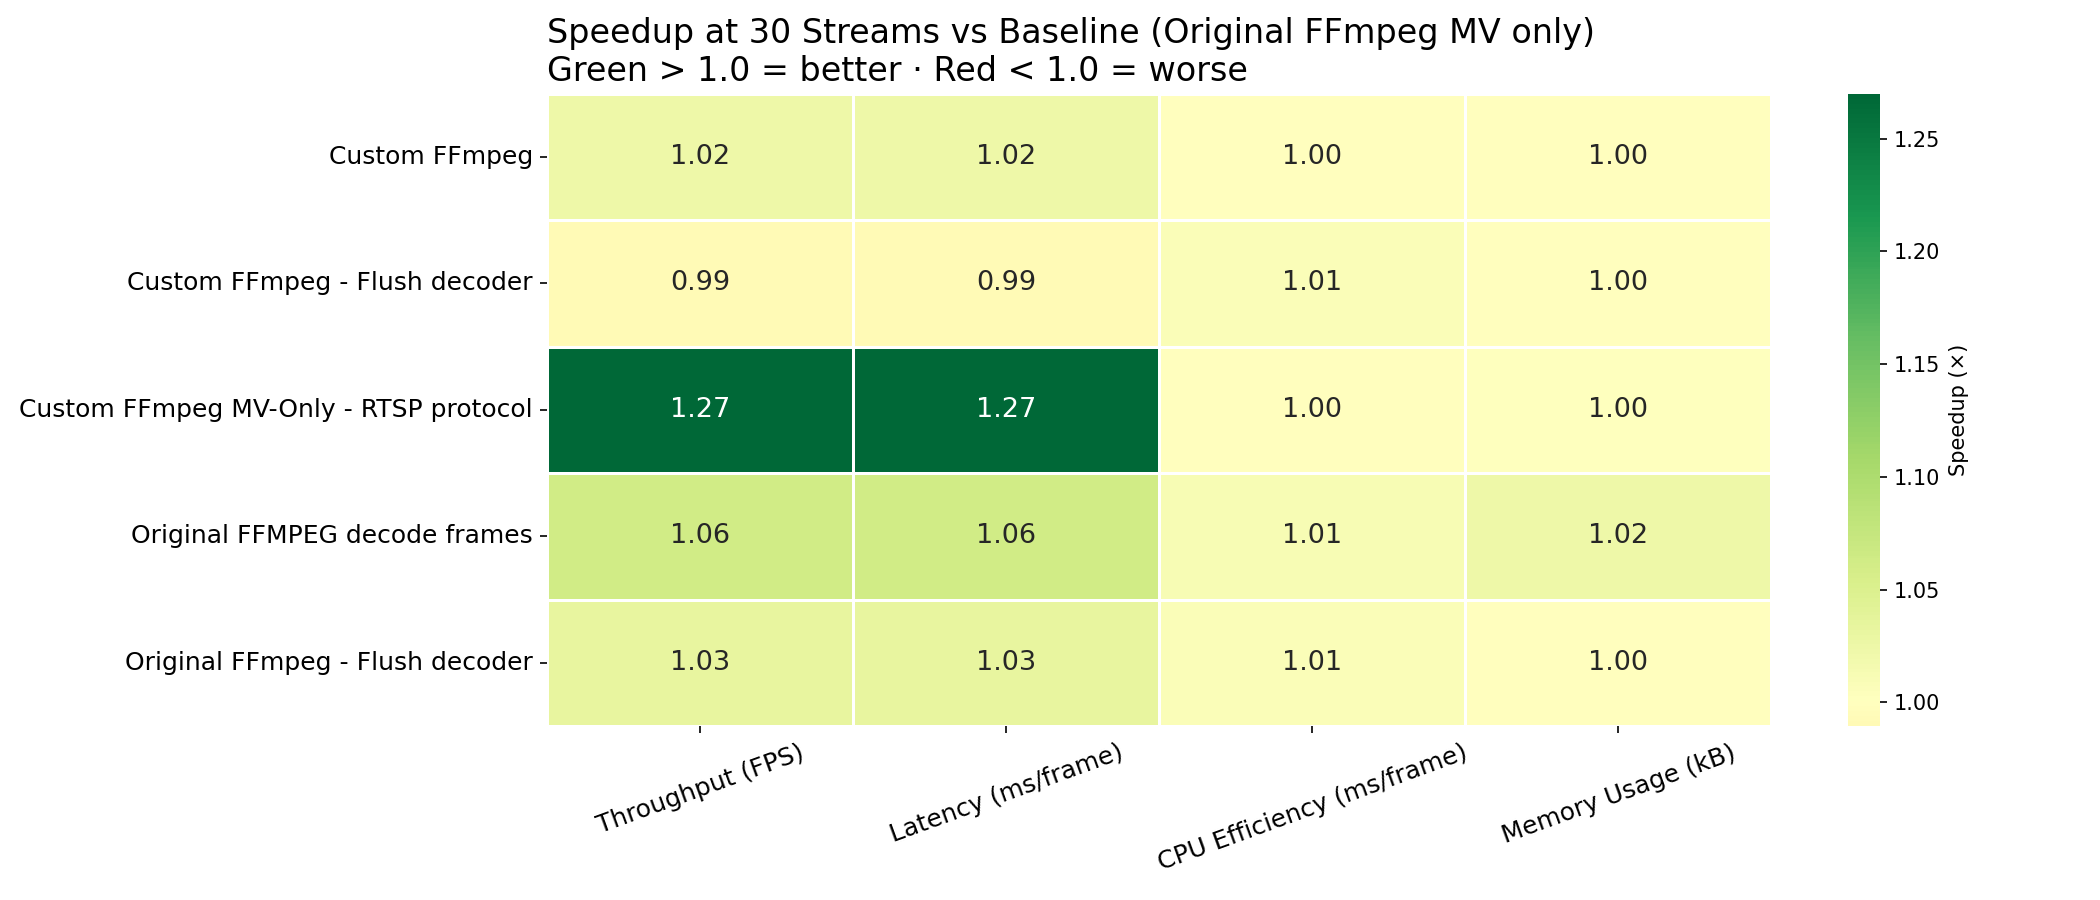 Speedup at 30 Streams vs Baseline (Original FFmpeg MV only)
Green > 1.0 = better · Red < 1.0 = worse
Custom FFmpeg 1.02 1.02 1.00 1.00
Custom FFmpeg - Flush decoder 0.99 0.99 1.01 1.00
Custom FFmpeg MV-Only - RTSP protocol 1.27 1.27 1.00 1.00
Original FFMPEG decode frames 1.06 1.06 1.01 1.02
Original FFmpeg - Flush decoder 1.03 1.03 1.01 1.00
Throughput (FPS)
Latency (ms/frame)
CPU Efficiency (ms/frame)
Memory Usage (kB)
1.25
1.20
1.15
1.10
1.05
1.00
Speedup (×)